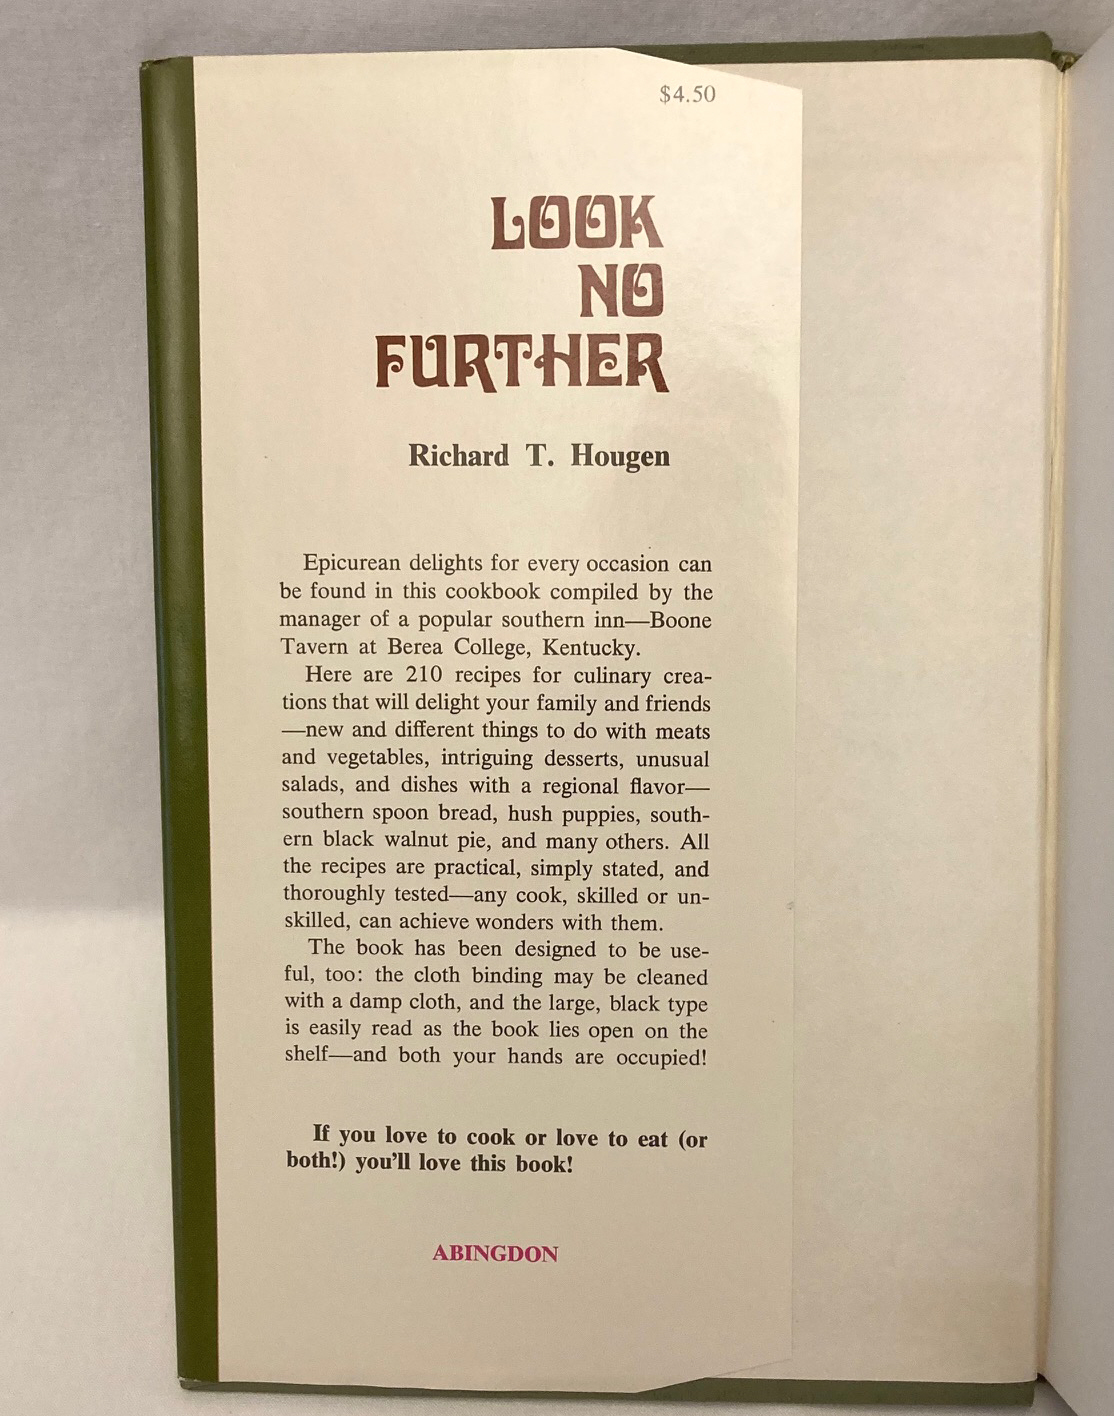 $4.50
LOOK
NO
FURTHER
Richard T. Hougen
Epicurean delights for every occasion can
be found in this cookbook compiled by the
manager of a popular southern inn—Boone
Tavern at Berea College, Kentucky.
Here are 210 recipes for culinary crea-
tions that will delight your family and friends
—new and different things to do with meats
and vegetables, intriguing desserts, unusual
salads, and dishes with a regional flavor—
southern spoon bread, hush puppies, south-
ern black walnut pie, and many others. All
the recipes are practical, simply stated, and
thoroughly tested—any cook, skilled or un-
skilled, can achieve wonders with them.
The book has been designed to be use-
ful, too: the cloth binding may be cleaned
with a damp cloth, and the large, black type
is easily read as the book lies open on the
shelf—and both your hands are occupied!
If you love to cook or love to eat (or
both!) you'll love this book!
ABINGDON